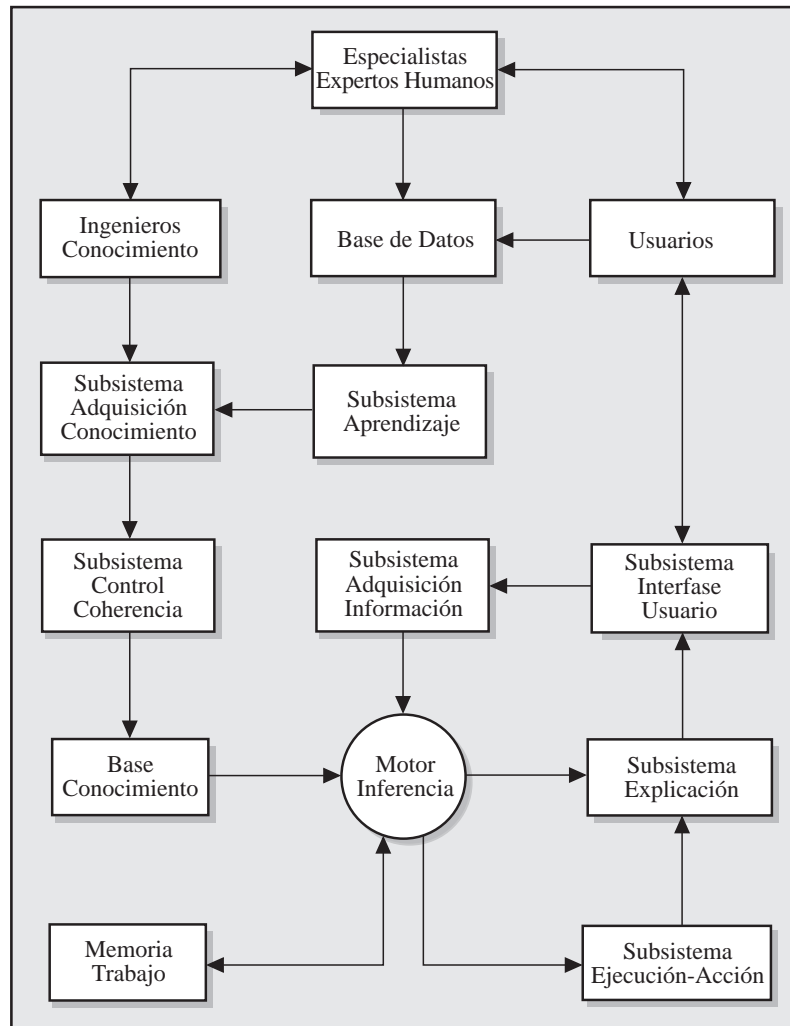 Especialistas
Expertos Humanos
Ingenieros
Conocimiento
Base de Datos
Usuarios
Subsistema
Adquisición
Conocimiento
Subsistema
Aprendizaje
Subsistema
Control
Coherencia
Subsistema
Adquisición
Información
Subsistema
Interfase
Usuario
Base
Conocimiento
Motor
Inferencia
Subsistema
Explicación
Memoria
Trabajo
Subsistema
Ejecución-Acción